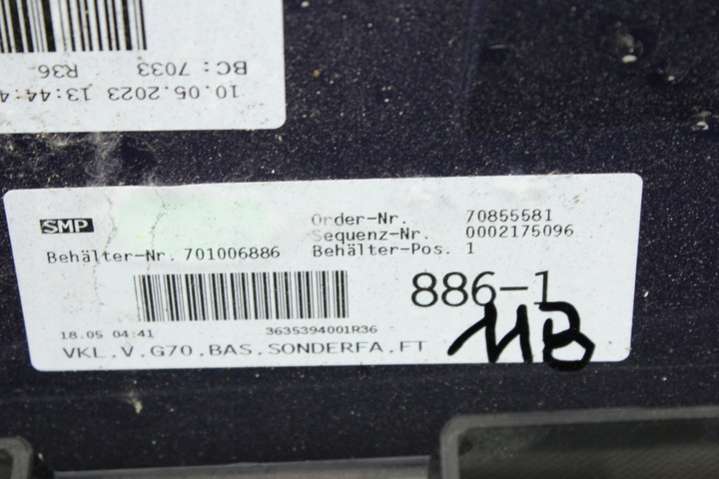 BC: 7033 R36
10.05.2023 13:44:4
SMP
Order-Nr. 70855581
Sequenz-Nr. 0002175096
Behälter-Nr. 701006886 Behälter-Pos. 1
886-1
18.05 04:41 3635394001R36
VKL.V.G70.BAS.SONDERFA.FT